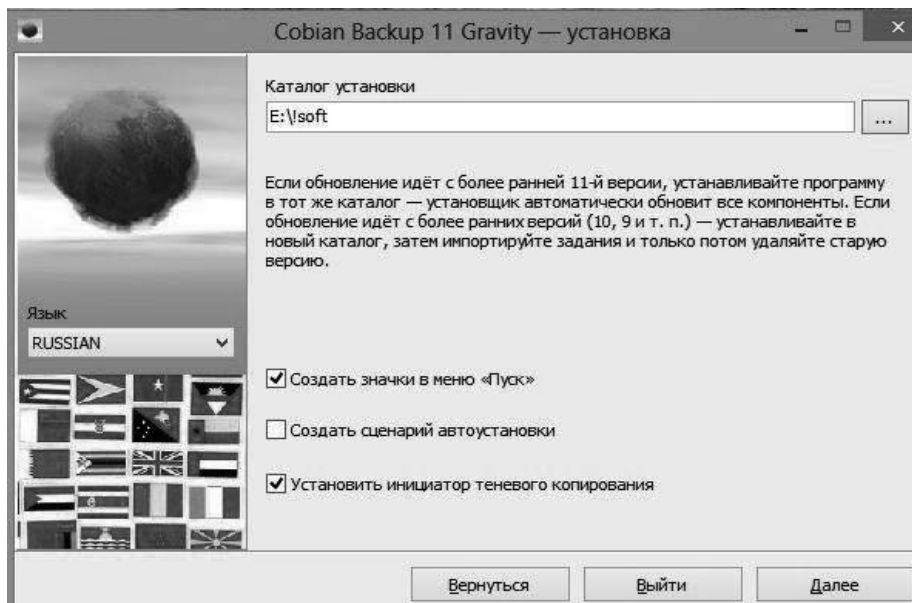 Cobian Backup 11 Gravity — установка
Каталог установки
E:\!soft
...
Если обновление идёт с более ранней 11-й версии, устанавливайте программу
в тот же каталог — установщик автоматически обновит все компоненты. Если
обновление идёт с более ранних версий (10, 9 и т. п.) — устанавливайте в
новый каталог, затем импортируйте задания и только потом удаляйте старую
версию.
Язык
RUSSIAN
Создать значки в меню «Пуск»
Создать сценарий автоустановки
Установить инициатор теневого копирования
Вернуться
Выйти
Далее